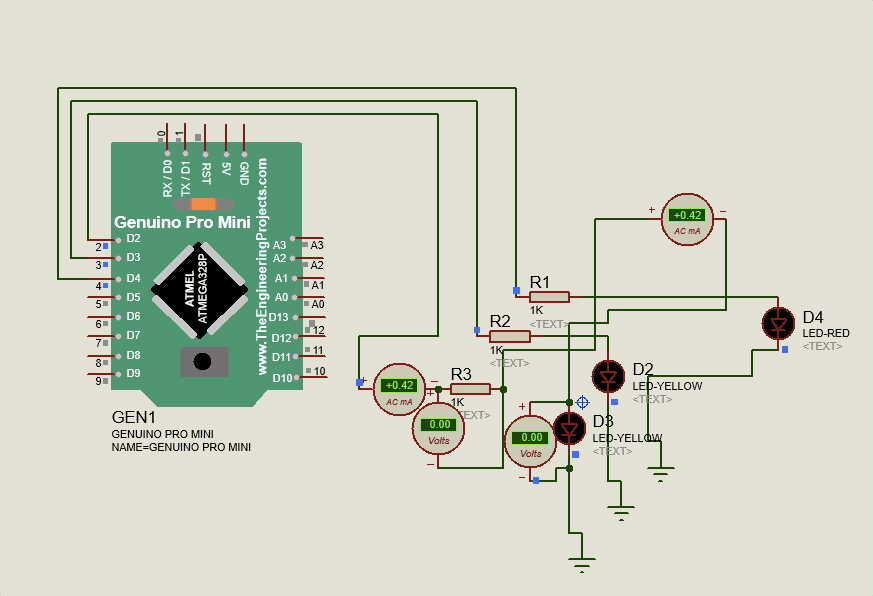 0
1
RX / D0
TX / D1
RST
5V
GND
www.TheEngineeringProjects.com
Genuino Pro Mini
D2
2
D3
3
D4
4
D5
5
D6
6
D7
7
D8
8
D9
9
A3
A3
A2
A2
A1
A1
A0
A0
D13
D12
12
D11
11
D10
10
ATMEL
ATMEGA328P
GEN1
GENUINO PRO MINI
NAME=GENUINO PRO MINI
+
+0.42
−
AC mA
R1
1K
<TEXT>
R2
1K
<TEXT>
D4
LED-RED
<TEXT>
+
+0.42
−
AC mA
R3
1K
+
0.00
Volts
−
D2
LED-YELLOW
<TEXT>
+
0.00
Volts
−
D3
LED-YELLOW
<TEXT>